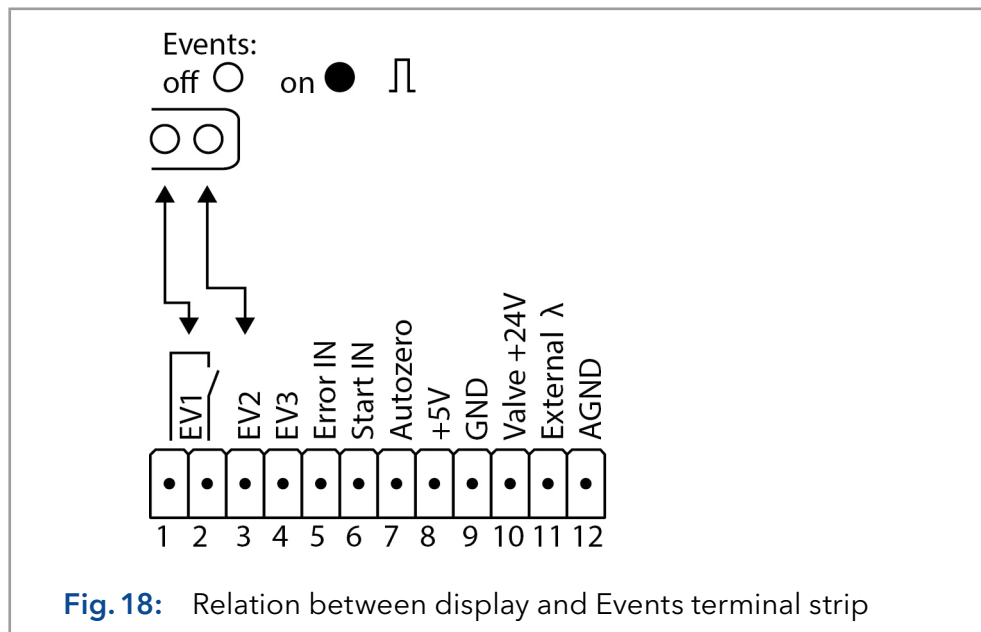 Events:
off on
EV1 EV2 EV3 Error IN Start IN Autozero +5V GND Valve +24V External λ AGND
1 2 3 4 5 6 7 8 9 10 11 12
Fig. 18: Relation between display and Events terminal strip